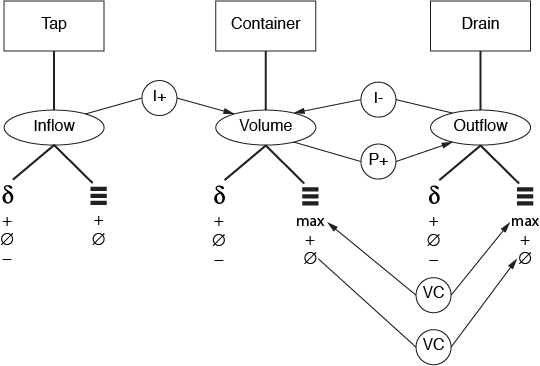 Tap Container Drain
I+ I-
Inflow Volume Outflow
P+
δ δ δ
+ + max + max
∅ ∅ ∅ + ∅ +
– – ∅ – ∅
VC
VC